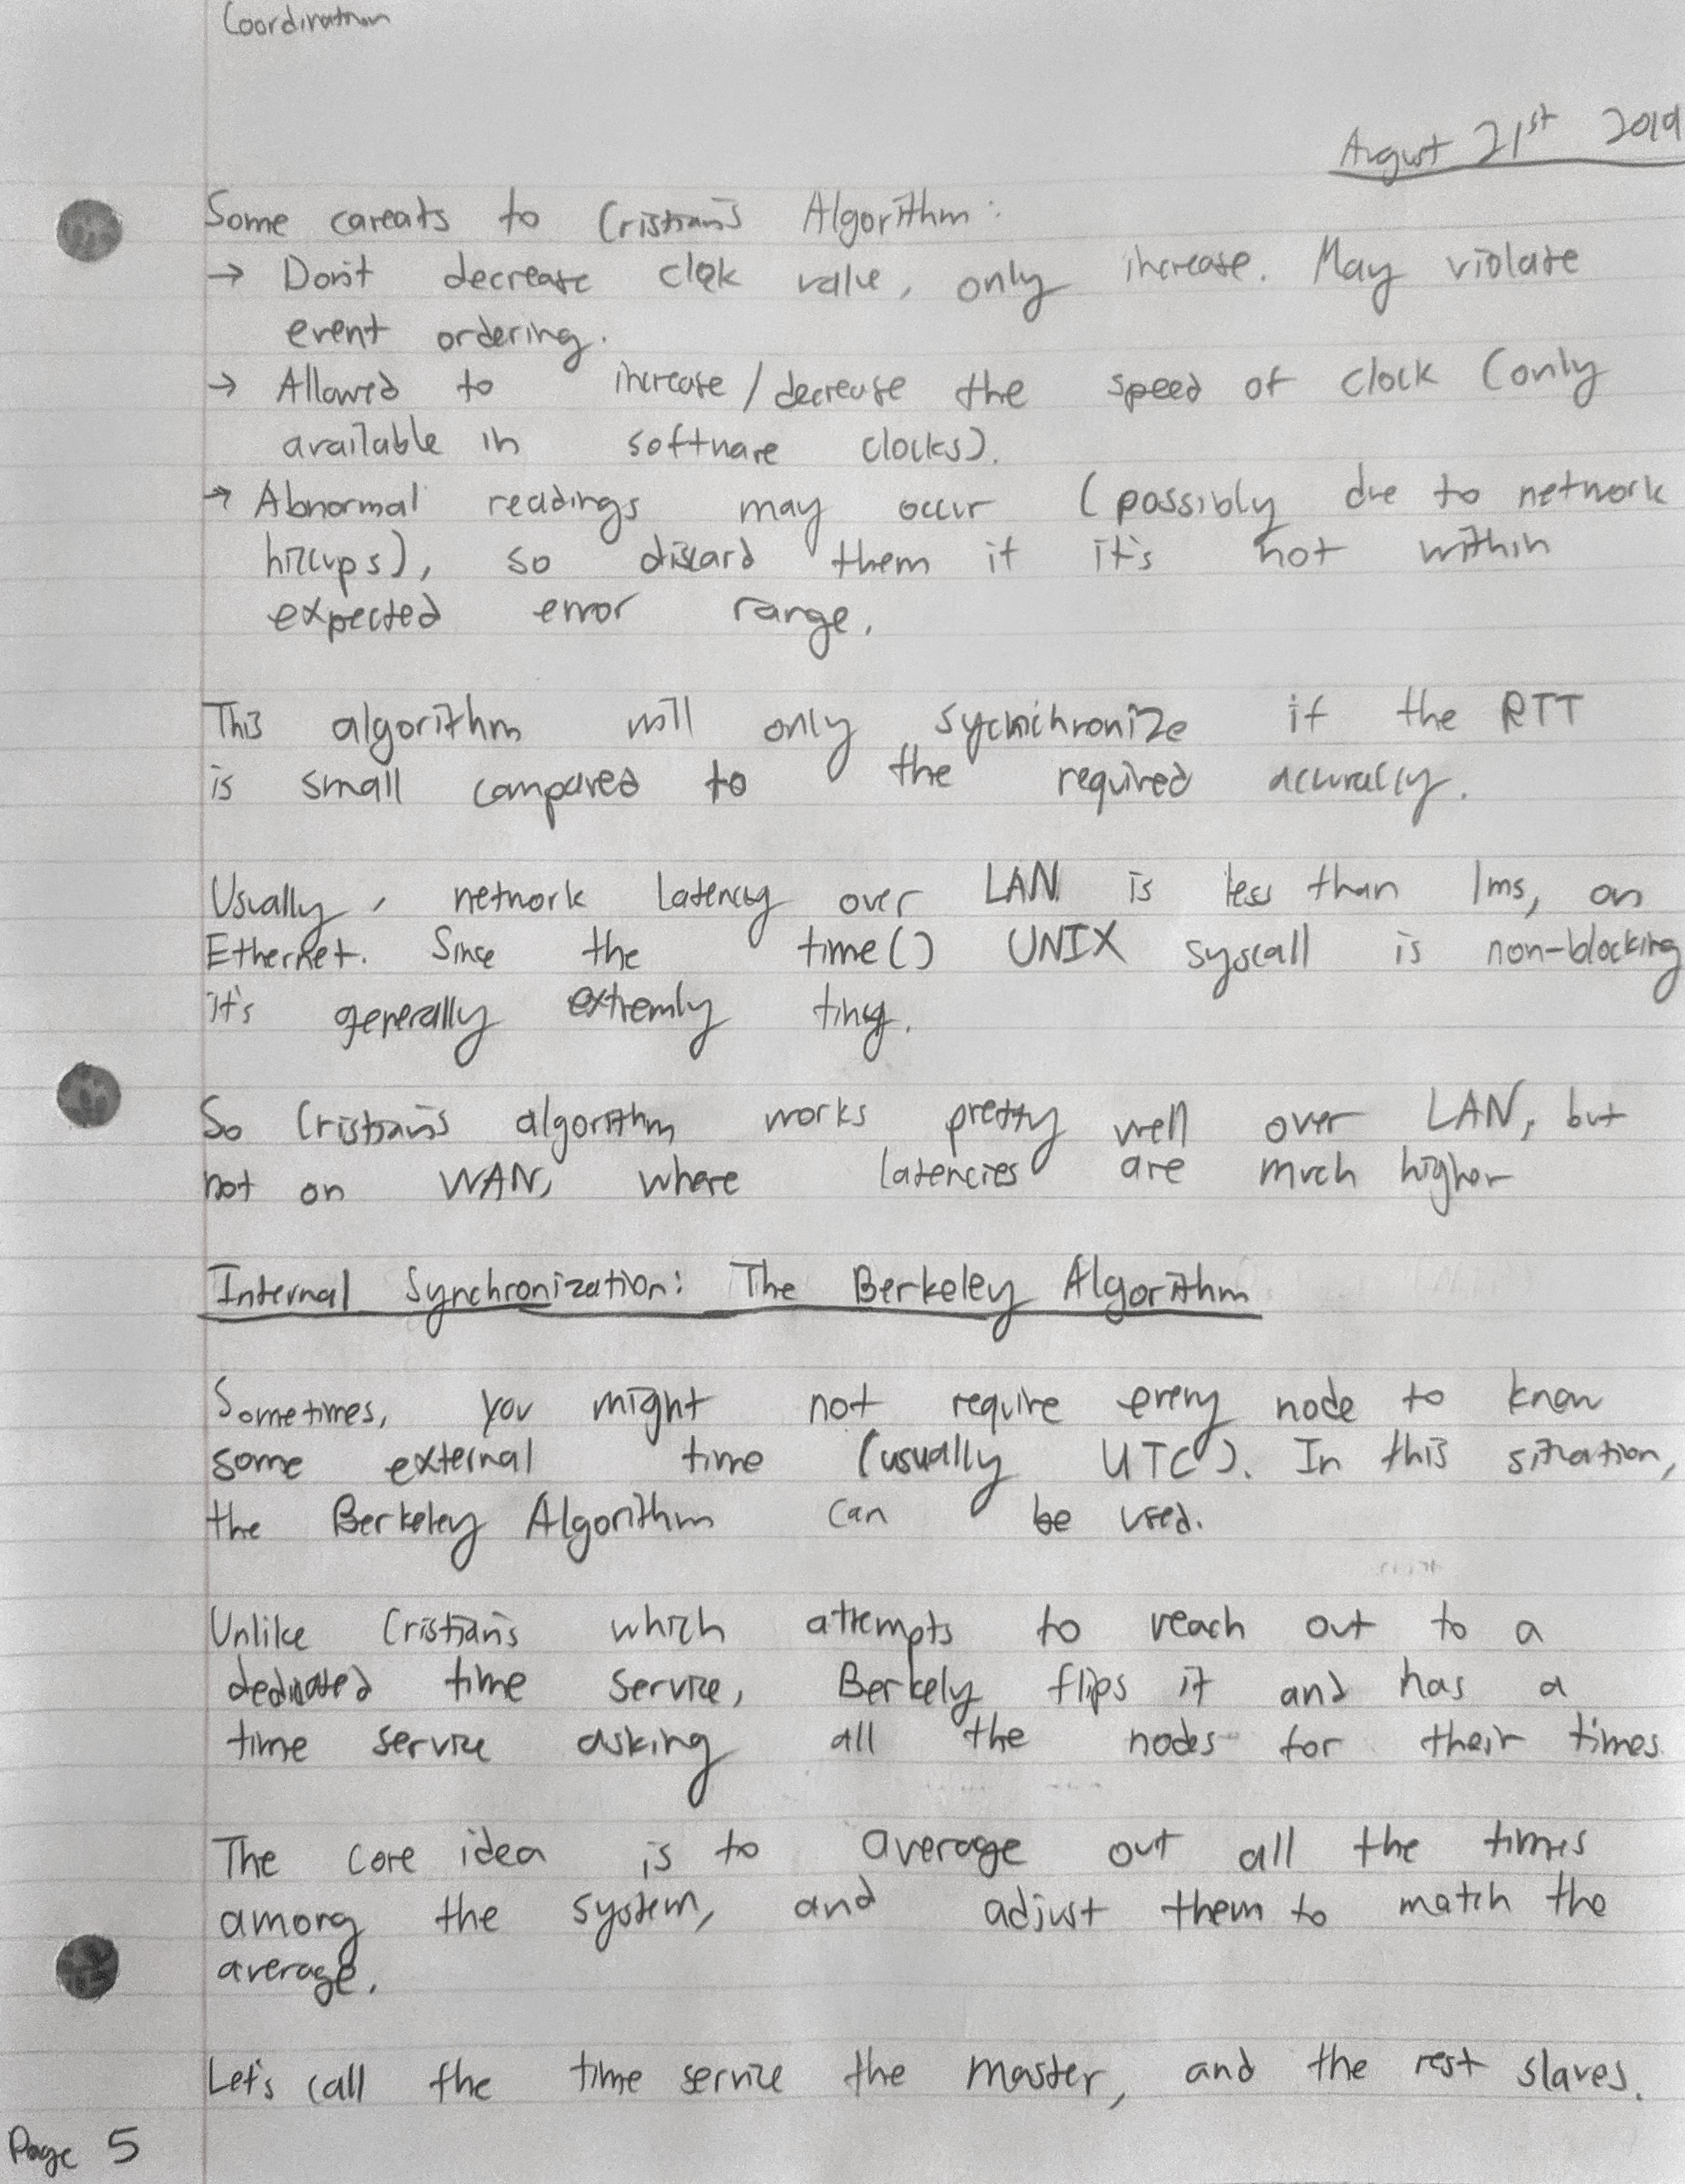 Coordination
August 21st 2019
Some caveats to Cristian's Algorithm:
→ Don't decrease clock value, only increase. May violate
event ordering.
→ Allowed to increase/decrease the speed of clock (only
available in software clocks).
→ Abnormal readings may occur (possibly due to network
hiccups), so discard them if it's not within
expected error range.
This algorithm will only sycnichronize if the RTT
is small compared to the required accuracy.
Usually, network latency over LAN is less than 1ms, on
Ethernet. Since the time() UNIX syscall is non-blocking
it's generally extremly tiny.
So Cristian's algorithm works pretty well over LAN, but
not on WAN, where latencies are much higher
Internal Synchronization: The Berkeley Algorithm
Sometimes, you might not require every node to know
some external time (usually UTC). In this situation,
the Berkeley Algorithm can be used.
Unlike Cristian's which attempts to reach out to a
dedicated time service, Berkely flips it and has a
time service asking all the nodes for their times.
The core idea is to average out all the times
among the system, and adjust them to match the
average.
Let's call the time service the master, and the rest slaves.
Page 5